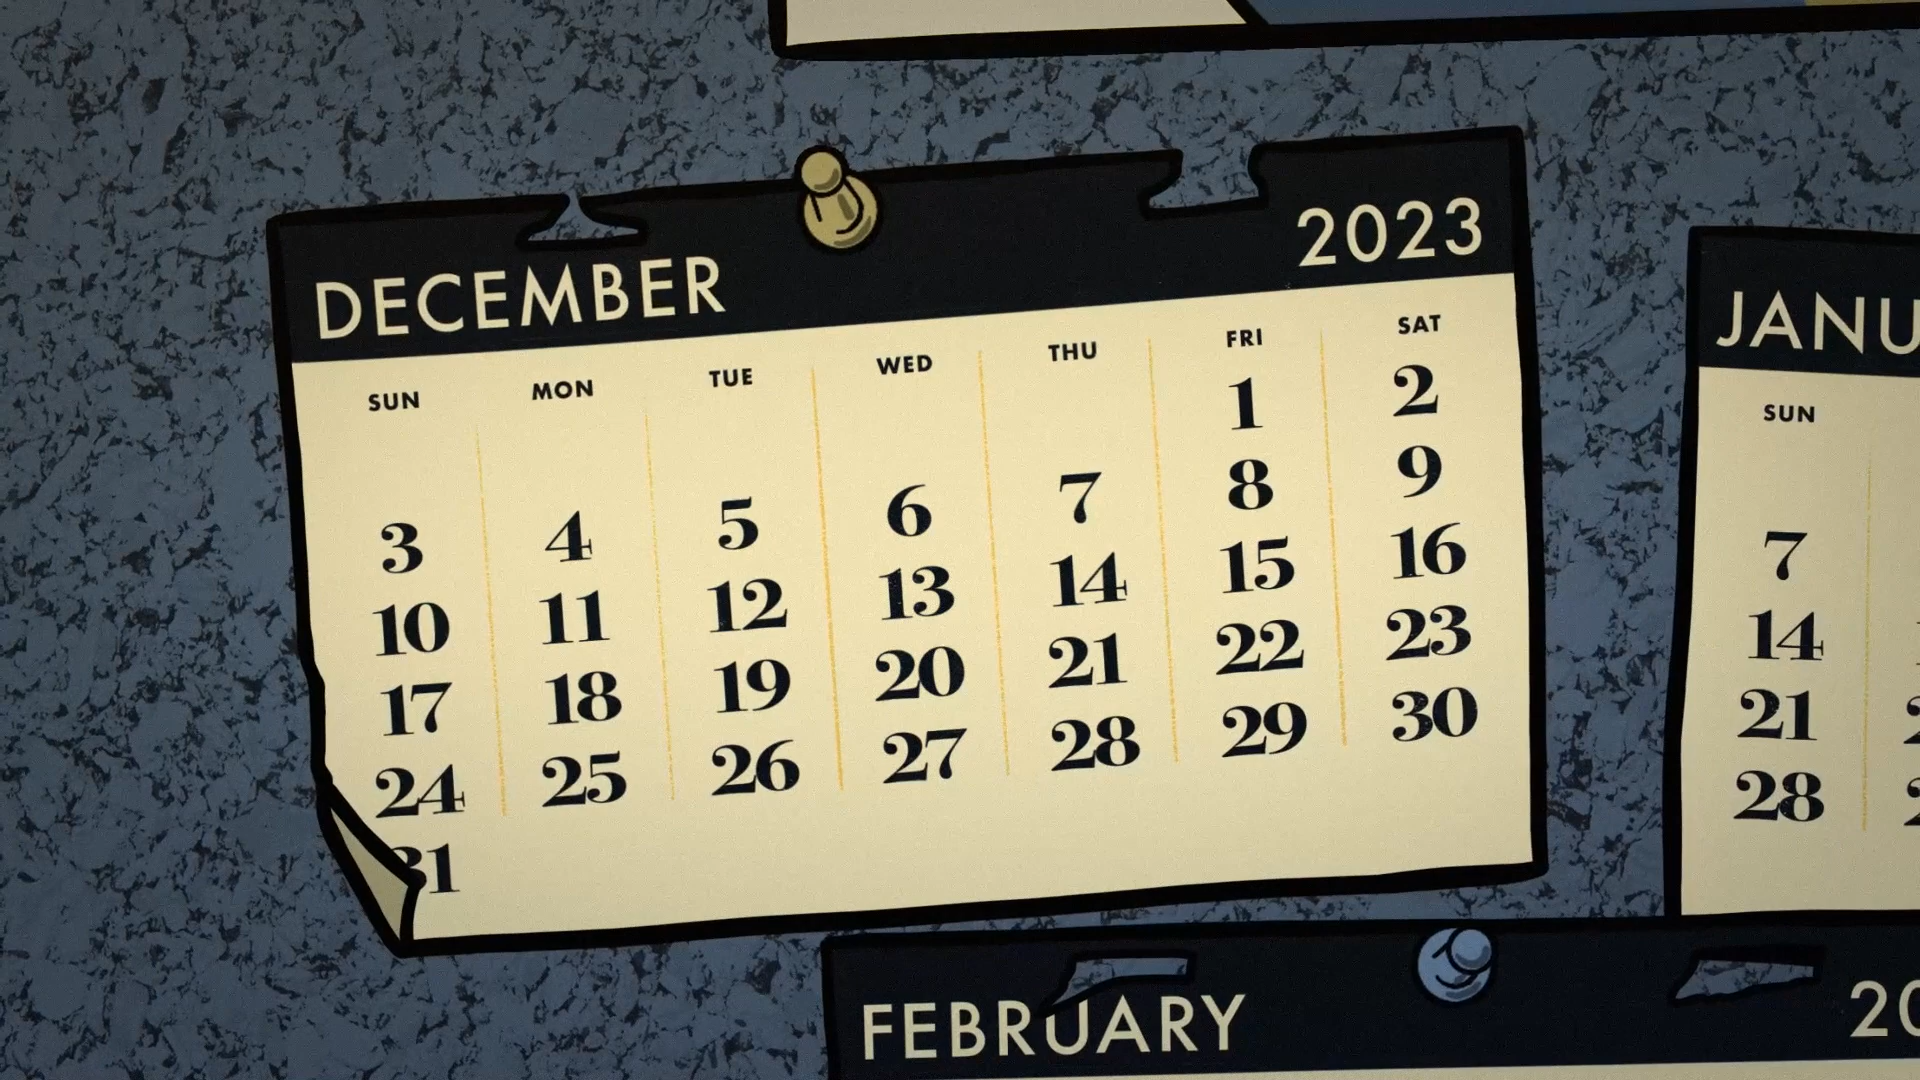 DECEMBER 2023
SUN MON TUE WED THU FRI SAT
1 2
3 4 5 6 7 8 9
10 11 12 13 14 15 16
17 18 19 20 21 22 23
24 25 26 27 28 29 30
31
JANU
SUN
7
14
21
28
FEBRUARY 20